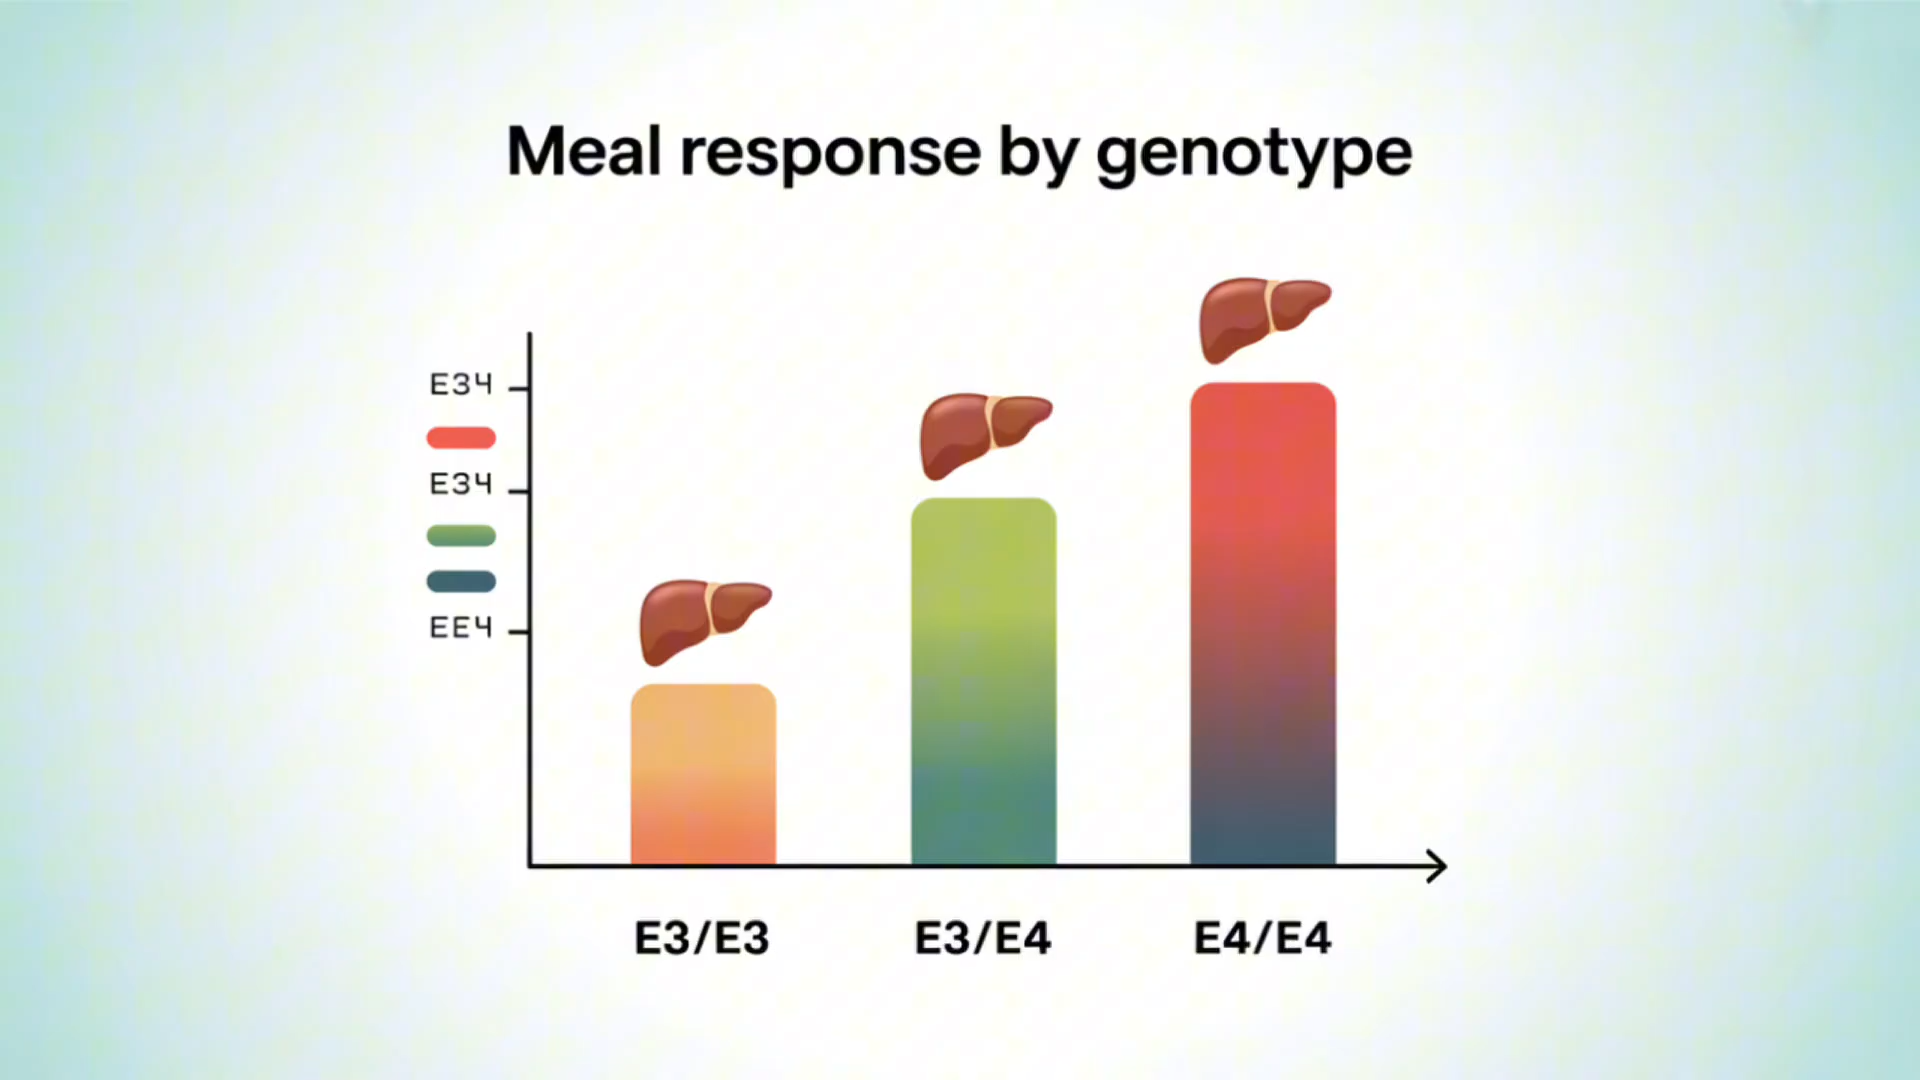 Meal response by genotype
E34
E34
EE4
E3/E3
E3/E4
E4/E4